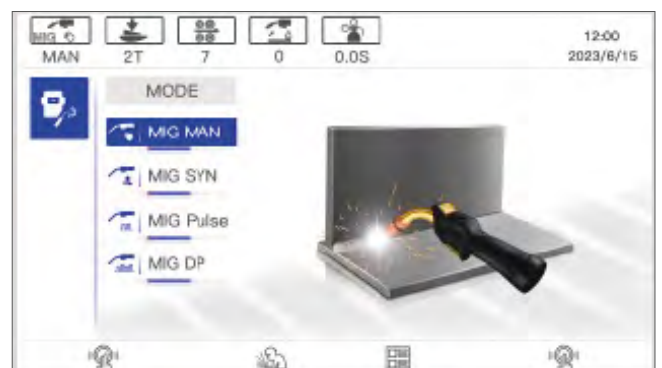 MIG
MAN 2T 7 0 0.0S
12:00
2023/6/15
MODE
MIG MAN
MIG SYN
MIG Pulse
MIG DP